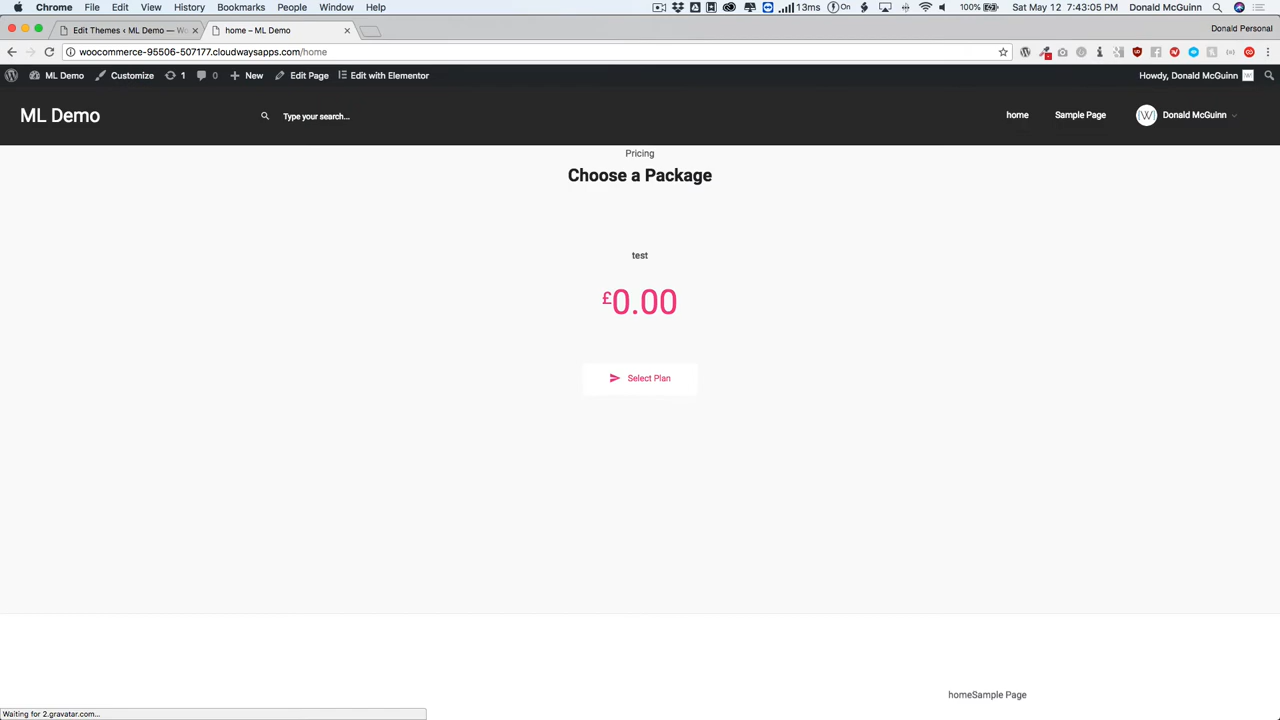 Chrome File Edit View History Bookmarks People Window Help 13ms On 100% Sat May 12 7:43:05 PM Donald McGuinn
Edit Themes ‹ ML Demo — Wo home – ML Demo Donald Personal
woocommerce-95506-507177.cloudwaysapps.com/home
ML Demo Customize 1 0 New Edit Page Edit with Elementor Howdy, Donald McGuinn
ML Demo Type your search... home Sample Page Donald McGuinn
Pricing
Choose a Package
test
£0.00
Select Plan
homeSample Page
Waiting for 2.gravatar.com...